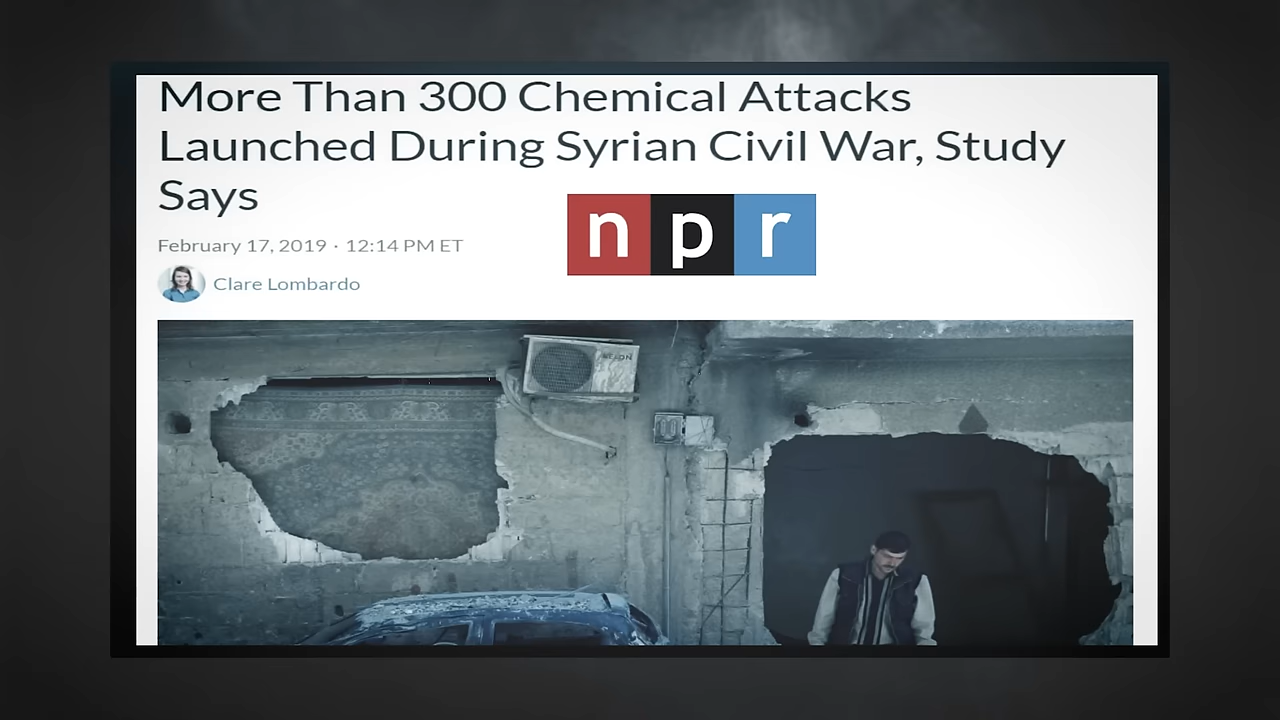 More Than 300 Chemical Attacks
Launched During Syrian Civil War, Study
Says
npr
February 17, 2019 · 12:14 PM ET
Clare Lombardo